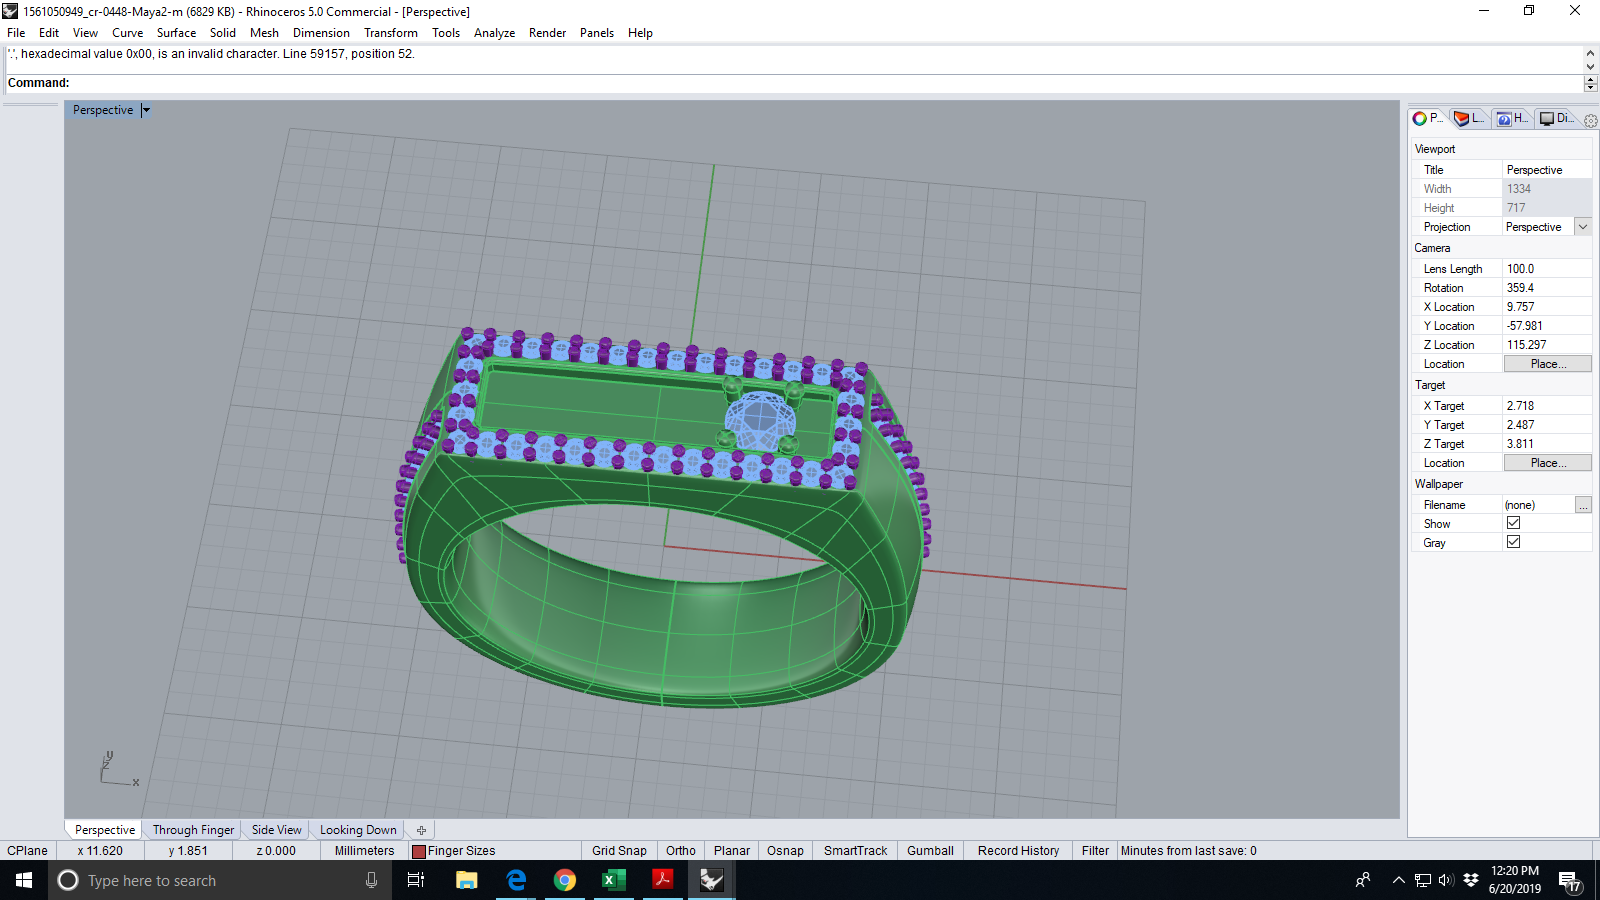 1561050949_cr-0448-Maya2-m (6829 KB) - Rhinoceros 5.0 Commercial - [Perspective]
File Edit View Curve Surface Solid Mesh Dimension Transform Tools Analyze Render Panels Help
'.', hexadecimal value 0x00, is an invalid character. Line 59157, position 52.
Command:
Perspective
P... L... H... Di...
Viewport
Title Perspective
Width 1334
Height 717
Projection Perspective
Camera
Lens Length 100.0
Rotation 359.4
X Location 9.757
Y Location -57.981
Z Location 115.297
Location Place...
Target
X Target 2.718
Y Target 2.487
Z Target 3.811
Location Place...
Wallpaper
Filename (none) ...
Show
Gray
y
z
x
Perspective Through Finger Side View Looking Down
CPlane x 11.620 y 1.851 z 0.000 Millimeters Finger Sizes Grid Snap Ortho Planar Osnap SmartTrack Gumball Record History Filter Minutes from last save: 0
Type here to search
12:20 PM
6/20/2019
17